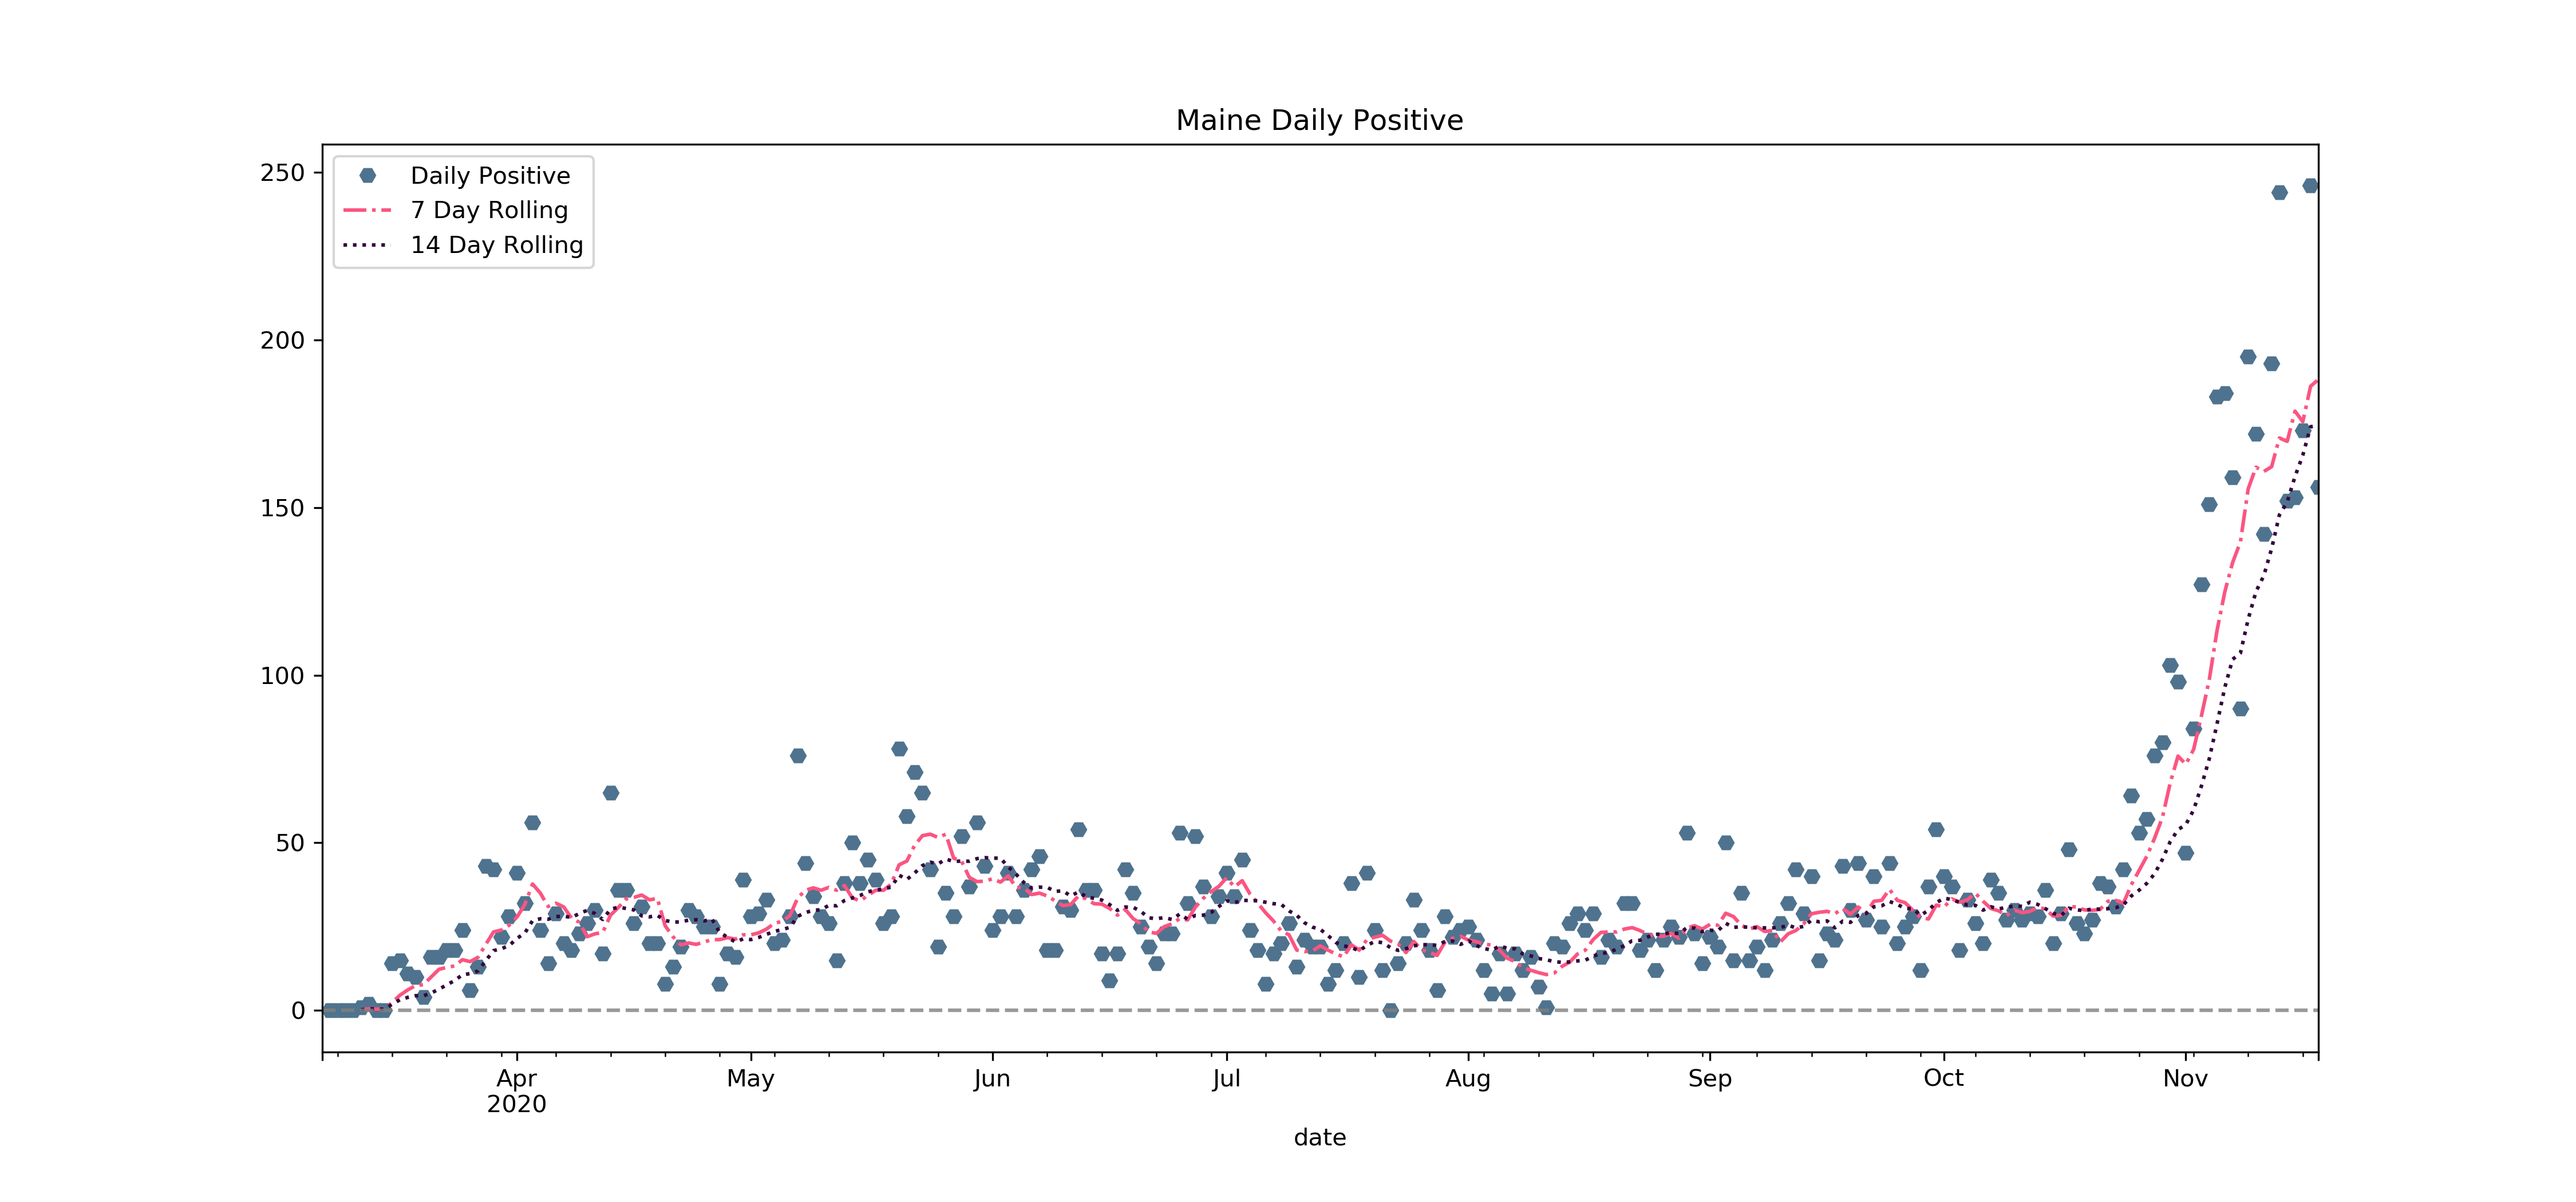 Maine Daily Positive
250
200
150
100
50
0
Daily Positive
7 Day Rolling
14 Day Rolling
Apr May Jun Jul Aug Sep Oct Nov
2020
date